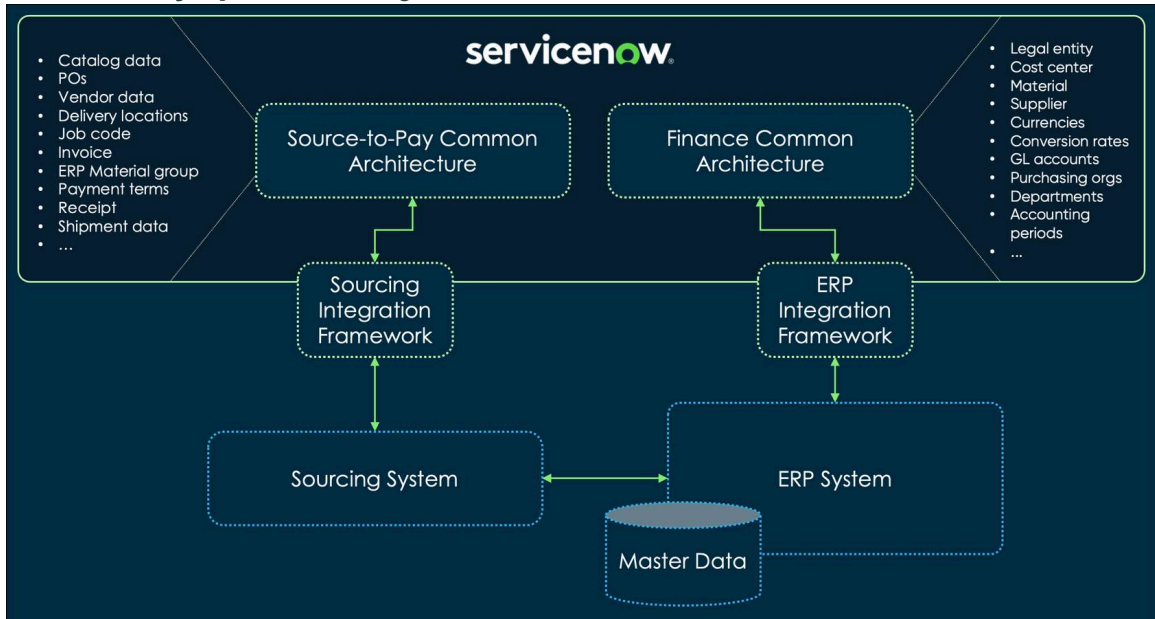 servicenow.
• Catalog data
• POs
• Vendor data
• Delivery locations
• Job code
• Invoice
• ERP Material group
• Payment terms
• Receipt
• Shipment data
• ...
Source-to-Pay Common
Architecture
Finance Common
Architecture
• Legal entity
• Cost center
• Material
• Supplier
• Currencies
• Conversion rates
• GL accounts
• Purchasing orgs
• Departments
• Accounting
periods
• ...
Sourcing
Integration
Framework
ERP
Integration
Framework
Sourcing System
ERP System
Master Data